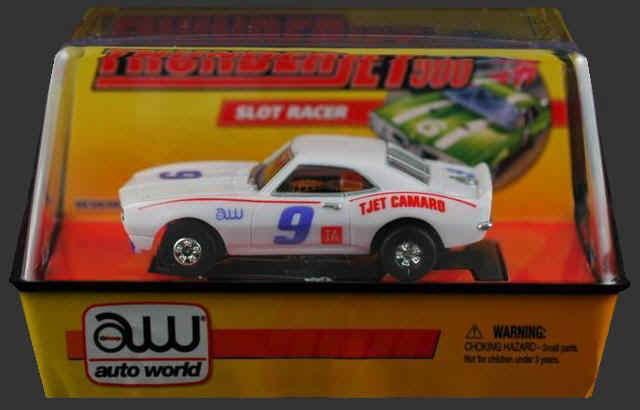 THUNDERJET 500
SLOT RACER
6
9
aw
9
TA
TJET CAMARO
aw®
auto world
WARNING:
CHOKING HAZARD - Small parts.
Not for children under 3 years.